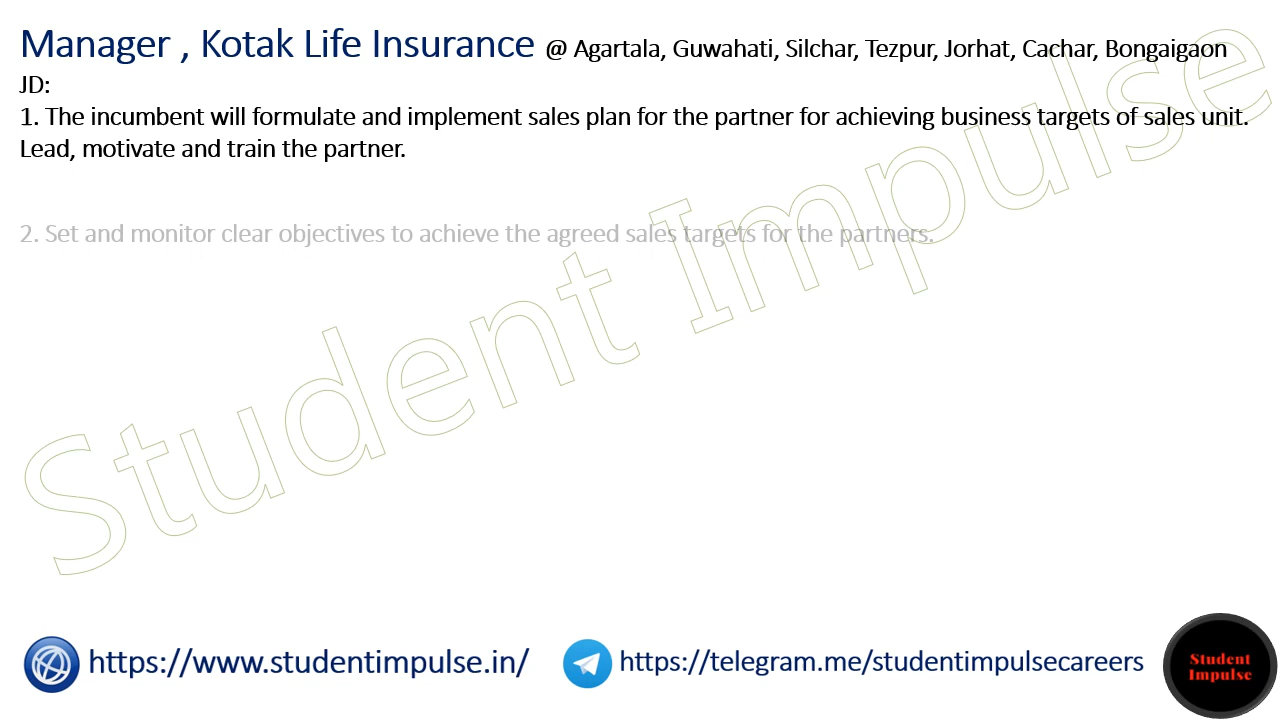 Manager , Kotak Life Insurance @ Agartala, Guwahati, Silchar, Tezpur, Jorhat, Cachar, Bongaigaon
JD:
1. The incumbent will formulate and implement sales plan for the partner for achieving business targets of sales unit.
Lead, motivate and train the partner.
2. Set and monitor clear objectives to achieve the agreed sales targets for the partners.
Student Impulse
https://www.studentimpulse.in/
https://telegram.me/studentimpulsecareers
Student
Impulse